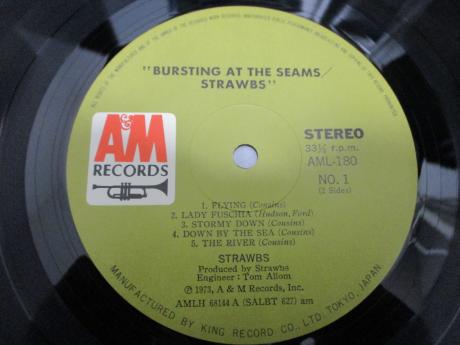 "BURSTING AT THE SEAMS/
STRAWBS"
A&M
RECORDS
STEREO
33⅓ r.p.m.
AML-180
NO. 1
(2 Sides)
1. FLYING (Cousins)
2. LADY FUSCHIA (Hudson, Ford)
3. STORMY DOWN (Cousins)
4. DOWN BY THE SEA (Cousins)
5. THE RIVER (Cousins)
STRAWBS
Produced by Strawbs
Engineer : Tom Allom
℗ 1973, A & M Records, Inc.
AMLH 68144 A (SALBT 627) am
MANUFACTURED BY KING RECORD CO., LTD. TOKYO, JAPAN